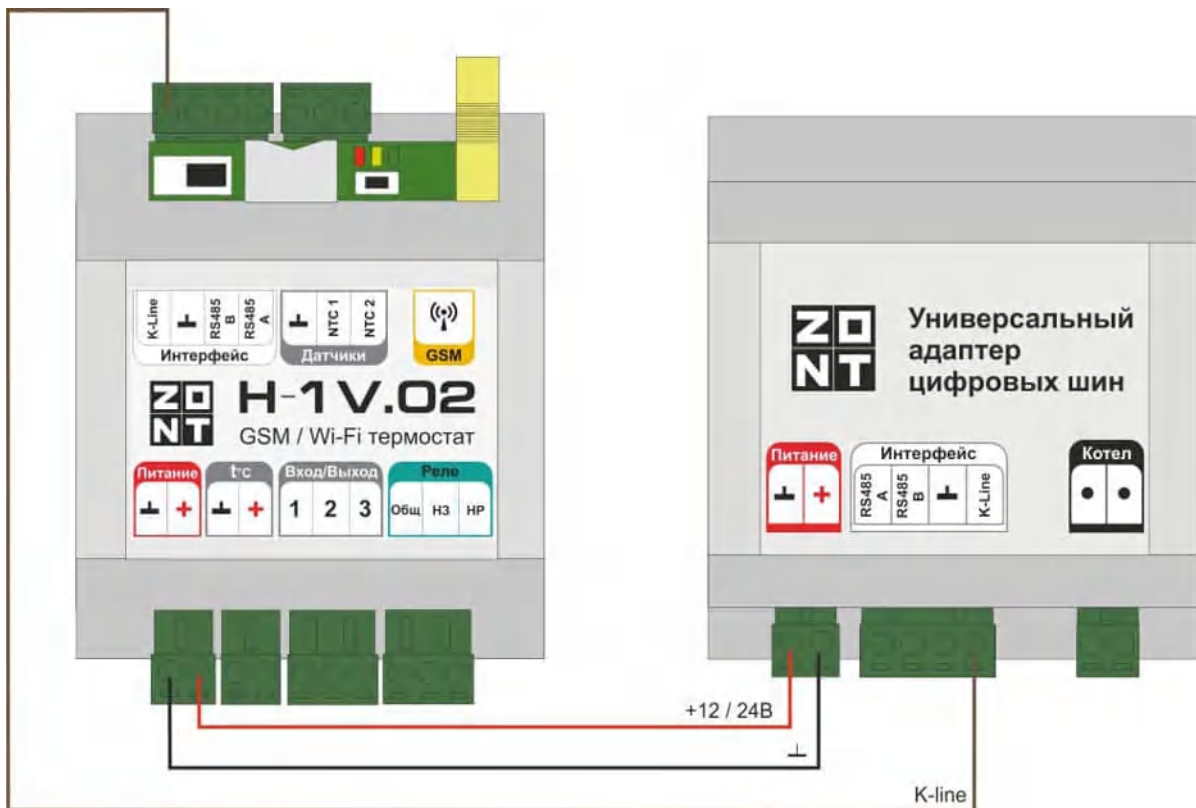 K-Line
⊥
RS485
B
RS485
A
Интерфейс
⊥
NTC 1
NTC 2
Датчики
GSM
ZONT
H-1V.02
GSM / Wi-Fi термостат
Питание
⊥ +
t°C
⊥ +
Вход/Выход
1 2 3
Реле
Общ НЗ НР
ZONT
Универсальный
адаптер
цифровых шин
Питание
⊥ +
Интерфейс
RS485
A
RS485
B
⊥
K-Line
Котел
+12 / 24В
⊥
K-line